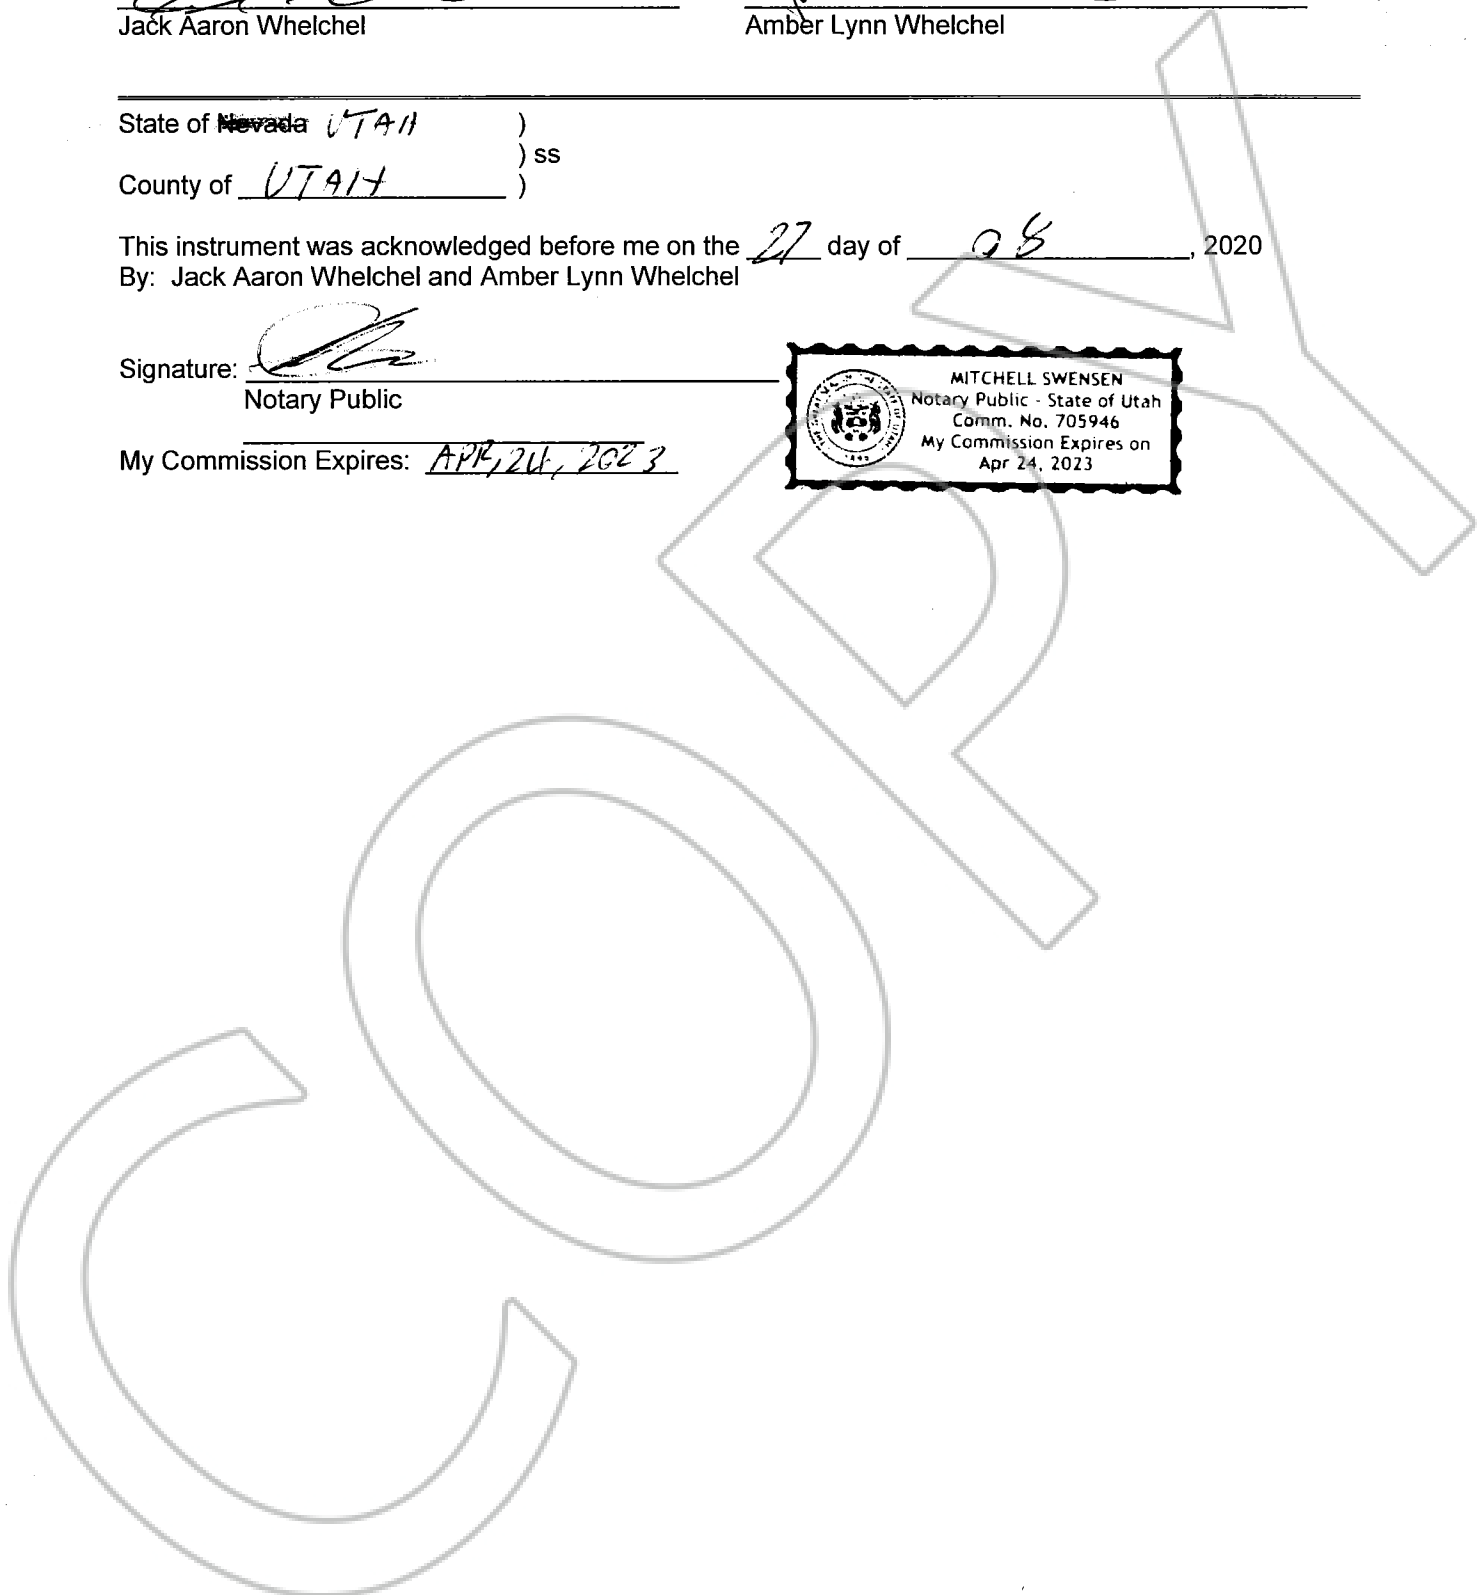 Jack Aaron Whelchel Amber Lynn Whelchel
State of Nevada UTAH )
) ss
County of UTAH )
This instrument was acknowledged before me on the 27 day of 08, 2020
By: Jack Aaron Whelchel and Amber Lynn Whelchel
Signature:
Notary Public
My Commission Expires: APR, 24, 2023
MITCHELL SWENSEN
Notary Public - State of Utah
Comm. No. 705946
My Commission Expires on
Apr 24, 2023
COPY